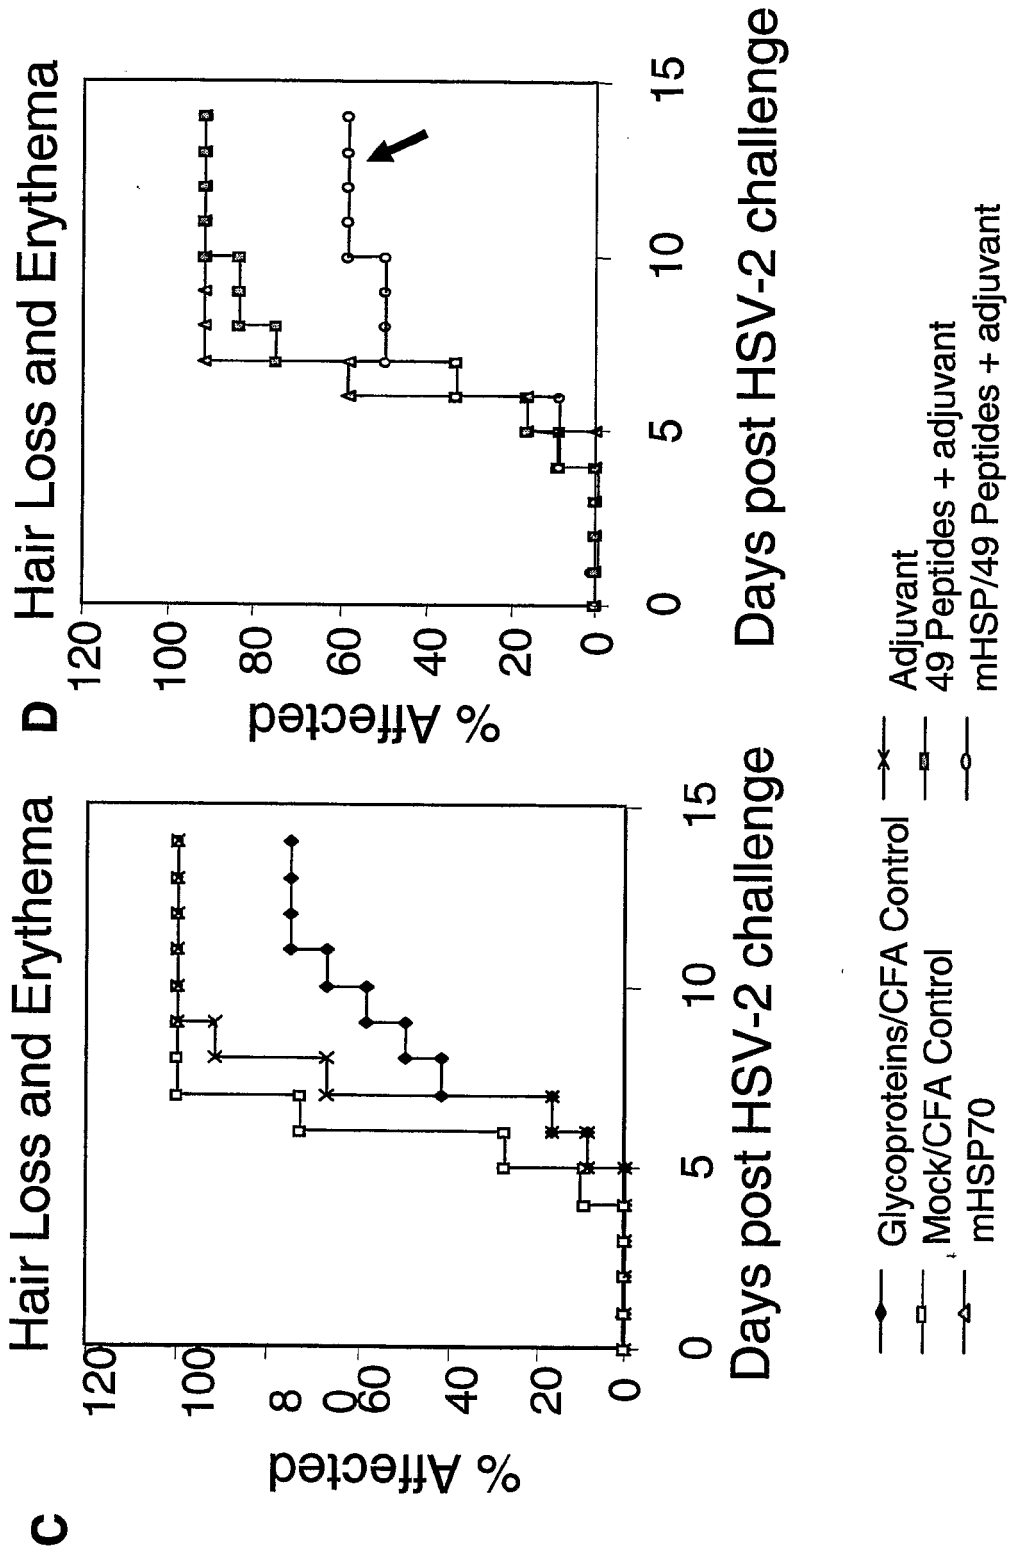 C
Hair Loss and Erythema
% Affected
120
100
8
0
60
40
20
0
0 5 10 15
Days post HSV-2 challenge
D
Hair Loss and Erythema
% Affected
120
100
80
60
40
20
0
0 5 10 15
Days post HSV-2 challenge
Glycoproteins/CFA Control
Mock/CFA Control
mHSP70
Adjuvant
49 Peptides + adjuvant
mHSP/49 Peptides + adjuvant